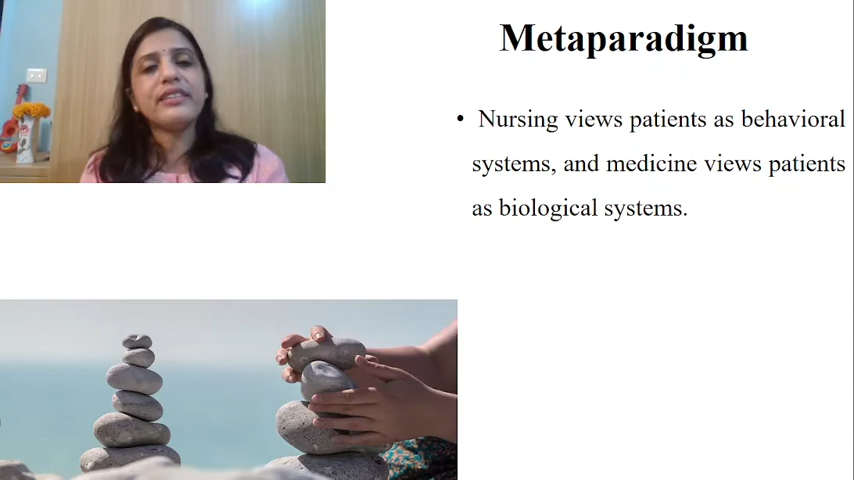 Metaparadigm
• Nursing views patients as behavioral
systems, and medicine views patients
as biological systems.